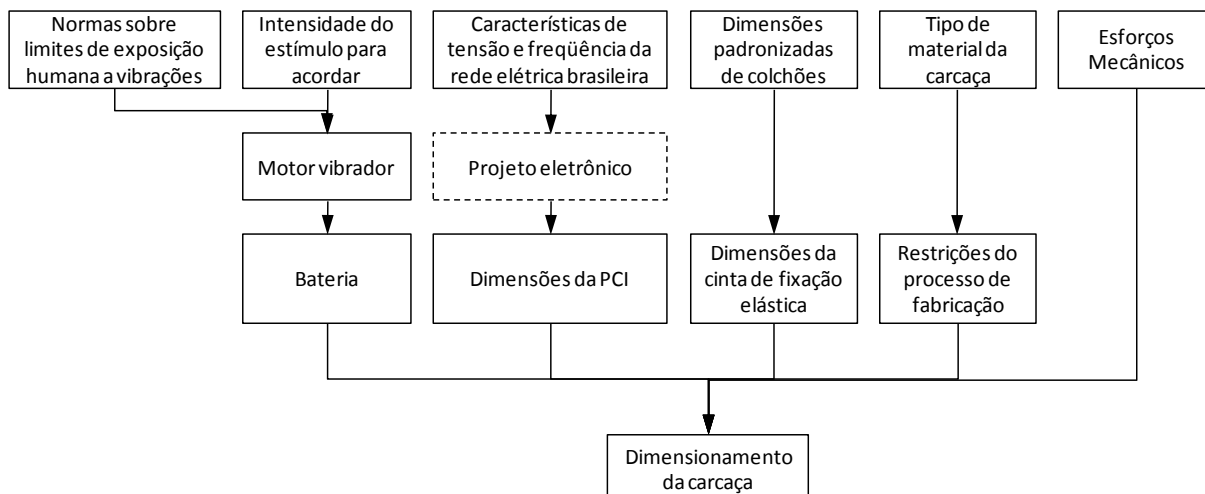 Normas sobre
limites de exposição
humana a vibrações
Intensidade do
estímulo para
acordar
Características de
tensão e freqüência da
rede elétrica brasileira
Dimensões
padronizadas
de colchões
Tipo de
material da
carcaça
Esforços
Mecânicos
Motor vibrador
Projeto eletrônico
Bateria
Dimensões da PCI
Dimensões da
cinta de fixação
elástica
Restrições do
processo de
fabricação
Dimensionamento
da carcaça